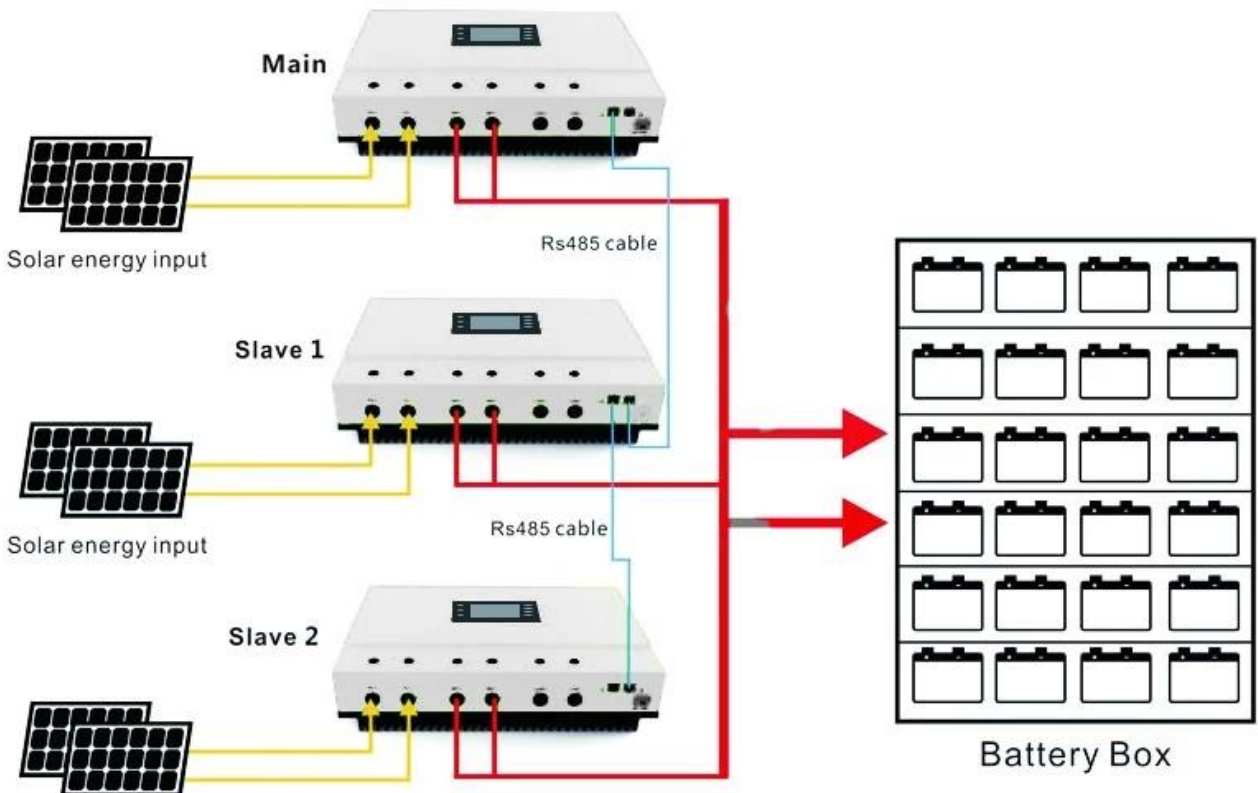 Main
Solar energy input
Rs485 cable
Slave 1
Solar energy input
Rs485 cable
Slave 2
Battery Box